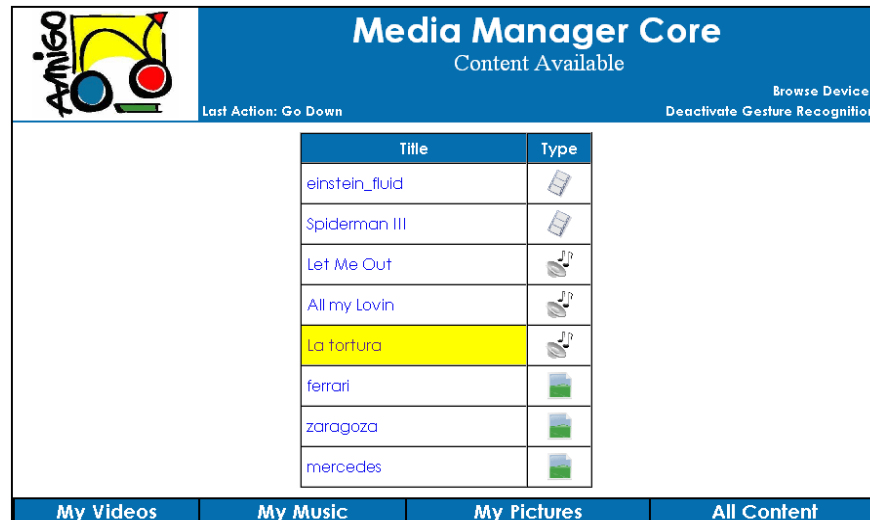 Amigo
Media Manager Core
Content Available
Browse Device
Last Action: Go Down Deactivate Gesture Recognition
Title Type
einstein_fluid
Spiderman III
Let Me Out
All my Lovin
La tortura
ferrari
zaragoza
mercedes
My Videos My Music My Pictures All Content